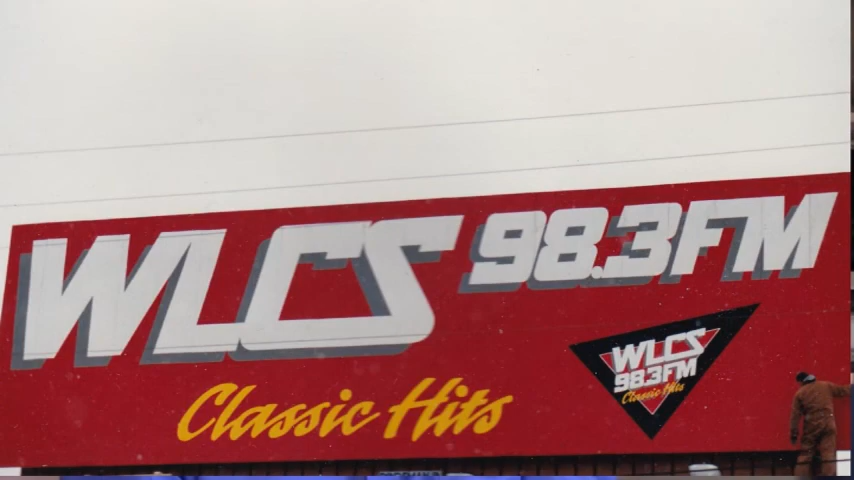 WLCS 98.3FM
Classic Hits
WLCS
98.3FM
Classic Hits